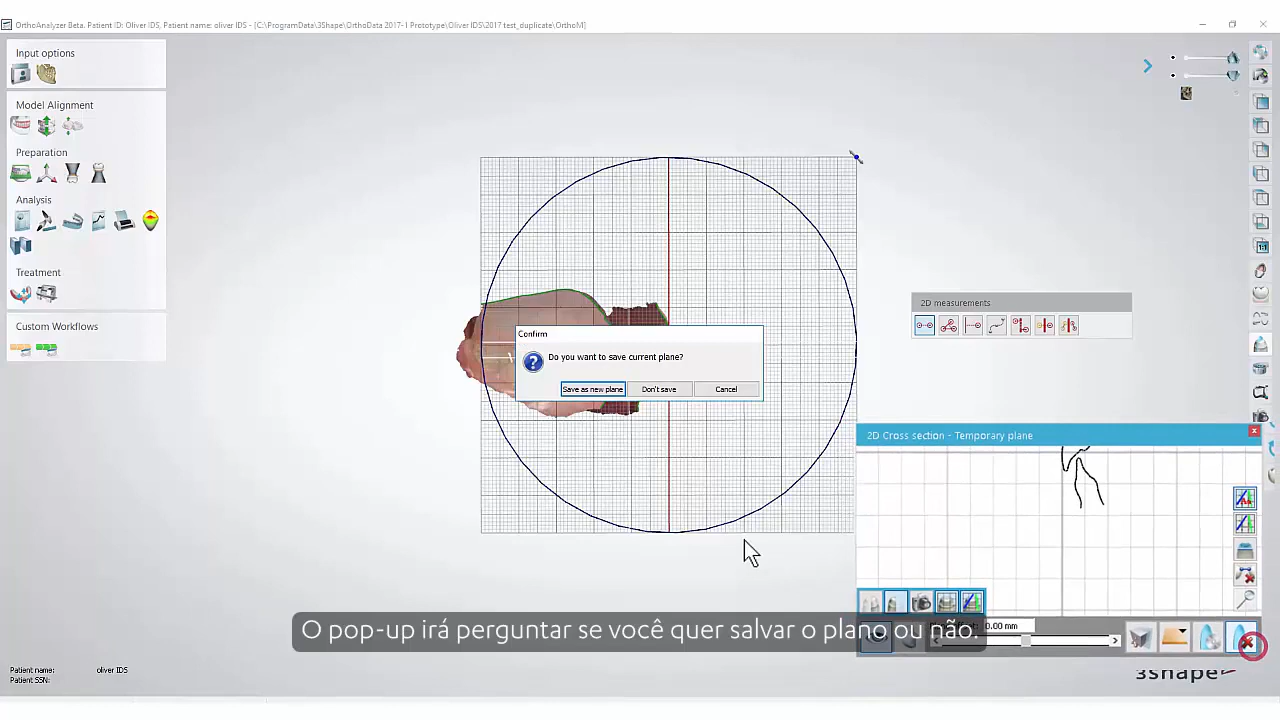 OrthoAnalyzer Beta. Patient ID: Oliver IDS, Patient name: oliver IDS - [C:\ProgramData\3Shape\OrthoData 2017-1 Prototype\Oliver IDS\2017 test_duplicate\OrthoM]
Input options
Model Alignment
Preparation
Analysis
Treatment
Custom Workflows
1:1
2D measurements
Confirm
Do you want to save current plane?
Save as new plane
Don't save
Cancel
2D Cross section - Temporary plane
0.00 mm
O pop-up irá perguntar se você quer salvar o plano ou não.
Patient name: oliver IDS
Patient SSN:
3shape